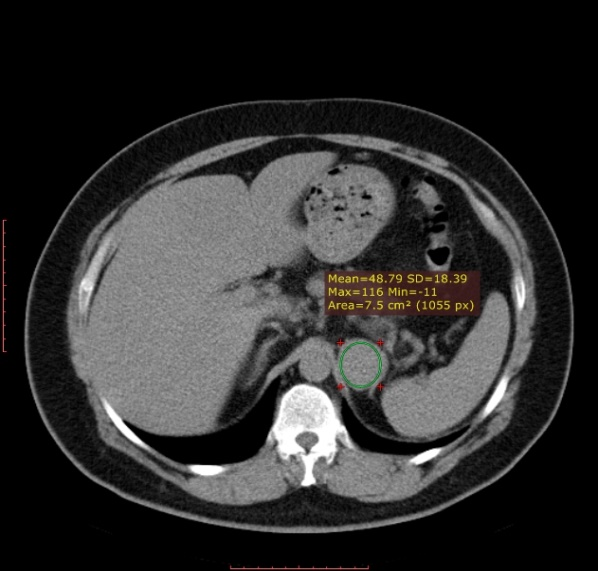 Mean=48.79 SD=18.39
Max=116 Min=-11
Area=7.5 cm² (1055 px)